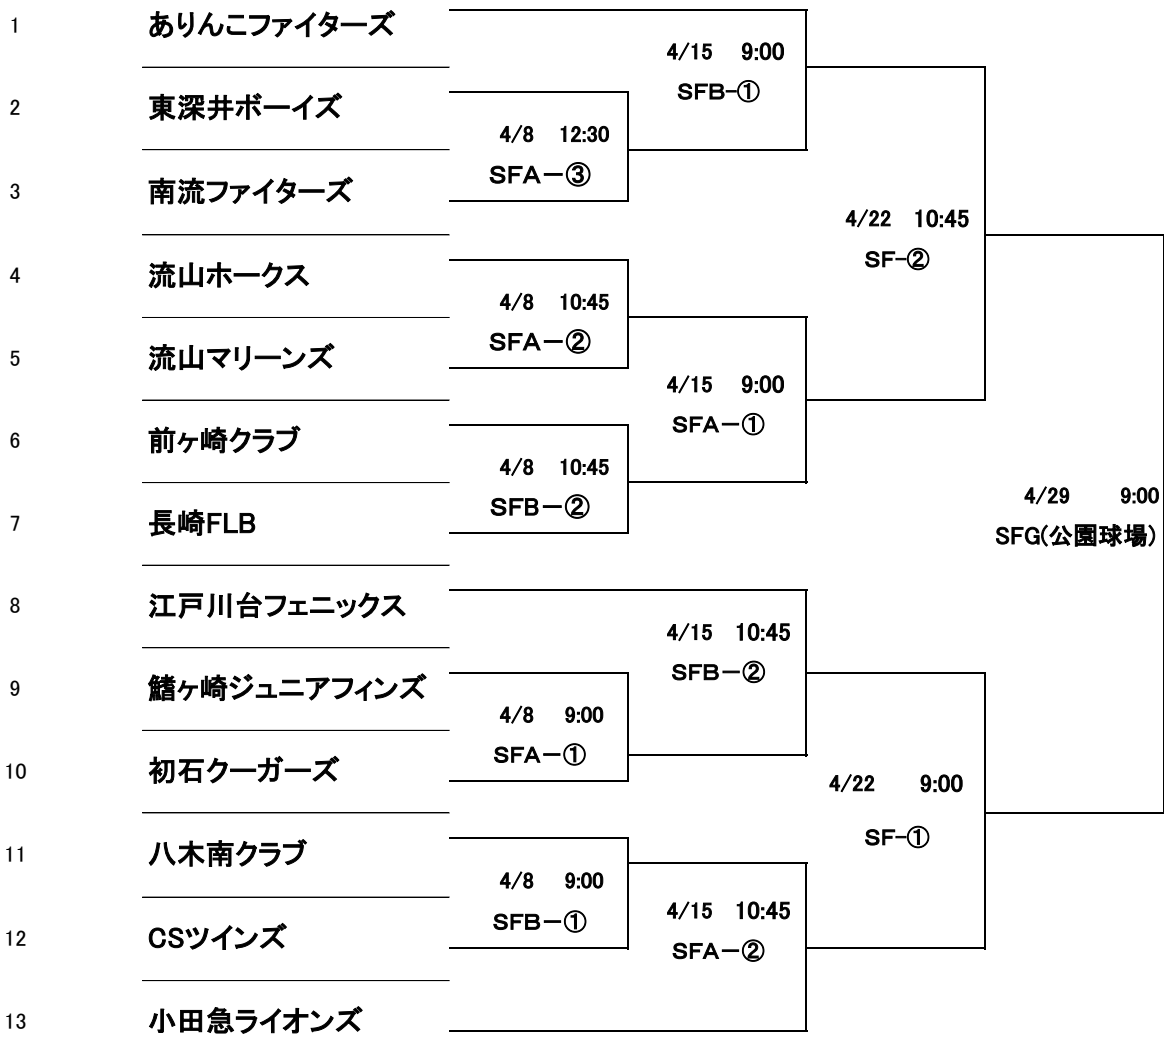 1 ありんこファイターズ
4/15 9:00
SFB-①
2 東深井ボーイズ
4/8 12:30
SFA－③
3 南流ファイターズ
4/22 10:45
SF-②
4 流山ホークス
4/8 10:45
SFA－②
5 流山マリーンズ
4/15 9:00
SFA－①
6 前ヶ崎クラブ
4/8 10:45
SFB－②
7 長崎FLB
4/29 9:00
SFG(公園球場)
8 江戸川台フェニックス
4/15 10:45
SFB－②
9 鰭ヶ崎ジュニアフィンズ
4/8 9:00
SFA－①
10 初石クーガーズ
4/22 9:00
SF-①
11 八木南クラブ
4/8 9:00
SFB－①
12 CSツインズ
4/15 10:45
SFA－②
13 小田急ライオンズ